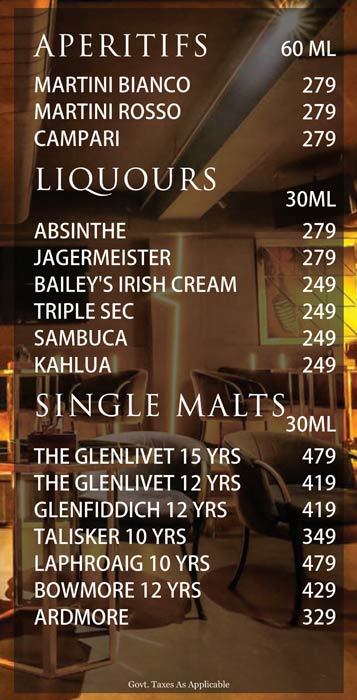 APERITIFS 60 ML
MARTINI BIANCO 279
MARTINI ROSSO 279
CAMPARI 279
LIQUOURS
30ML
ABSINTHE 279
JAGERMEISTER 279
BAILEY'S IRISH CREAM 249
TRIPLE SEC 249
SAMBUCA 249
KAHLUA 249
SINGLE MALTS
30ML
THE GLENLIVET 15 YRS 479
THE GLENLIVET 12 YRS 419
GLENFIDDICH 12 YRS 419
TALISKER 10 YRS 349
LAPHROAIG 10 YRS 479
BOWMORE 12 YRS 429
ARDMORE 329
Govt. Taxes As Applicable